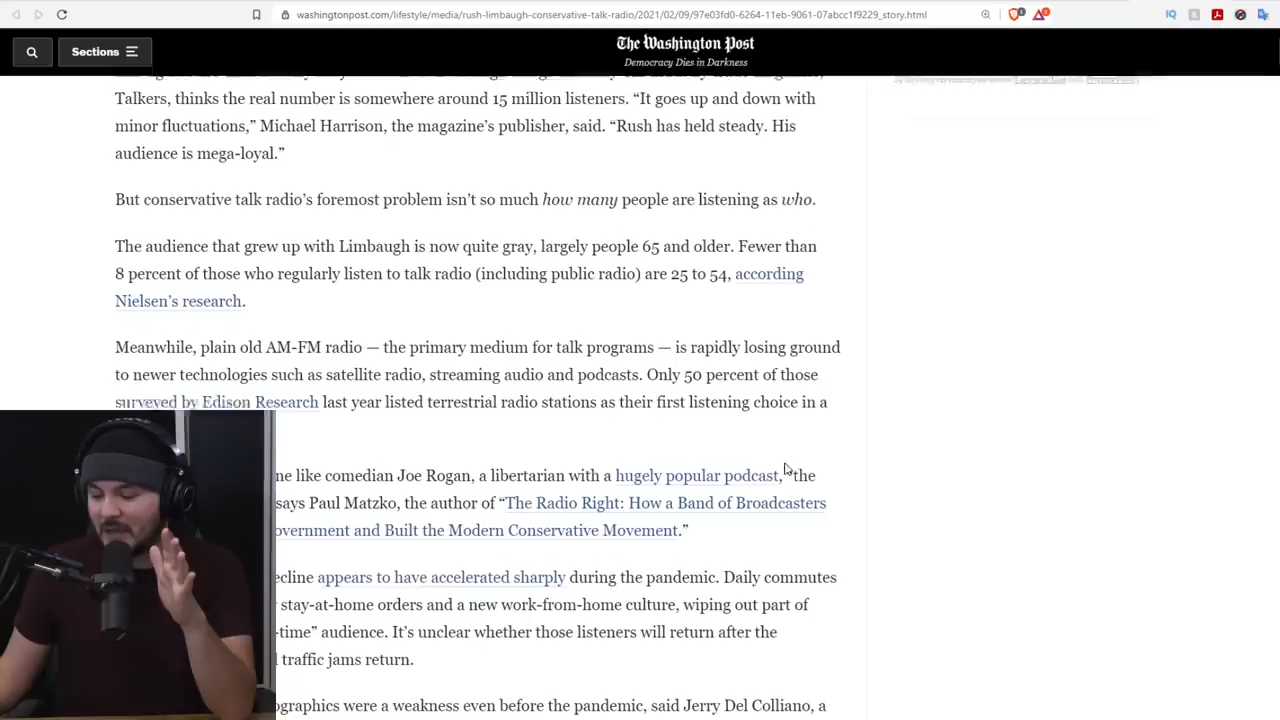 washingtonpost.com/lifestyle/media/rush-limbaugh-conservative-talk-radio/2021/02/09/97e03fd0-6264-11eb-9061-07abcc1f9229_story.html
Sections
The Washington Post
Democracy Dies in Darkness
Talkers, thinks the real number is somewhere around 15 million listeners. “It goes up and down with
minor fluctuations,” Michael Harrison, the magazine’s publisher, said. “Rush has held steady. His
audience is mega-loyal.”
But conservative talk radio’s foremost problem isn’t so much how many people are listening as who.
The audience that grew up with Limbaugh is now quite gray, largely people 65 and older. Fewer than
8 percent of those who regularly listen to talk radio (including public radio) are 25 to 54, according
Nielsen’s research.
Meanwhile, plain old AM-FM radio — the primary medium for talk programs — is rapidly losing ground
to newer technologies such as satellite radio, streaming audio and podcasts. Only 50 percent of those
surveyed by Edison Research last year listed terrestrial radio stations as their first listening choice in a
ne like comedian Joe Rogan, a libertarian with a hugely popular podcast, “the
says Paul Matzko, the author of “The Radio Right: How a Band of Broadcasters
overnment and Built the Modern Conservative Movement.”
ecline appears to have accelerated sharply during the pandemic. Daily commutes
stay-at-home orders and a new work-from-home culture, wiping out part of
-time” audience. It’s unclear whether those listeners will return after the
traffic jams return.
ographics were a weakness even before the pandemic, said Jerry Del Colliano, a